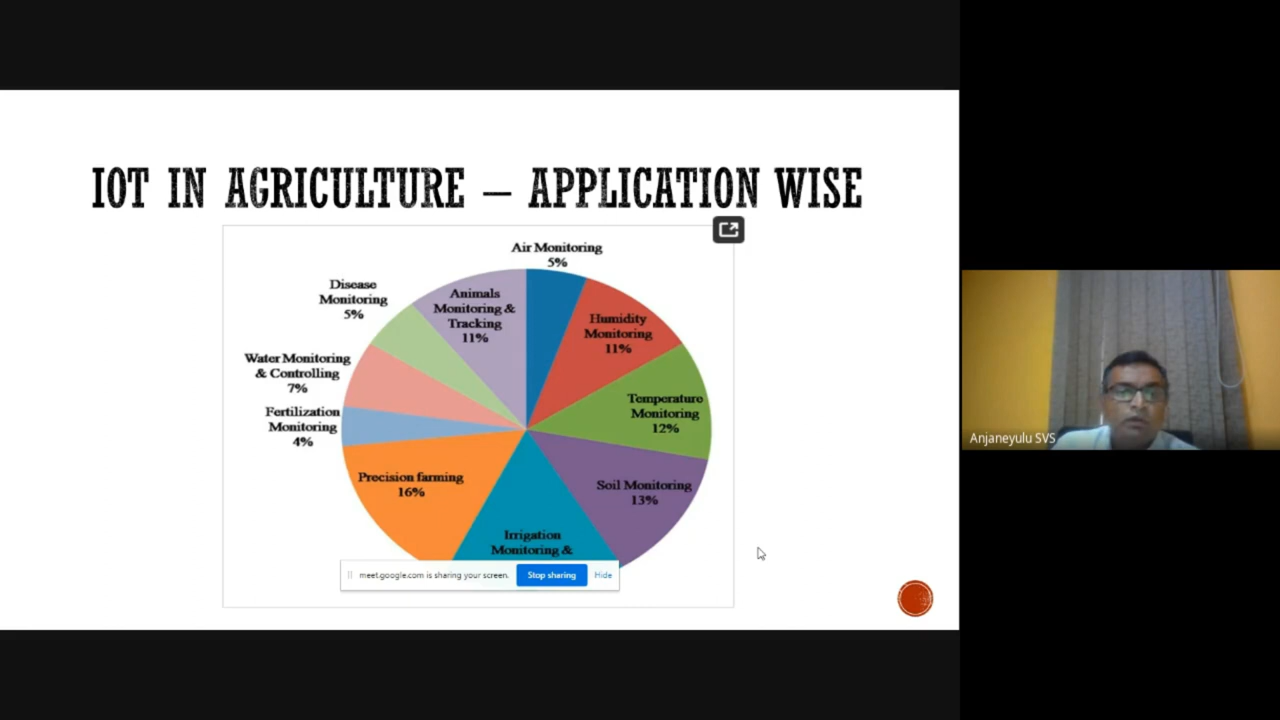 IOT IN AGRICULTURE – APPLICATION WISE
Air Monitoring
5%
Humidity
Monitoring
11%
Temperature
Monitoring
12%
Soil Monitoring
13%
Irrigation
Monitoring &
Precision farming
16%
Fertilization
Monitoring
4%
Water Monitoring
& Controlling
7%
Disease
Monitoring
5%
Animals
Monitoring &
Tracking
11%
meet.google.com is sharing your screen.
Stop sharing
Hide
Anjaneyulu SVS